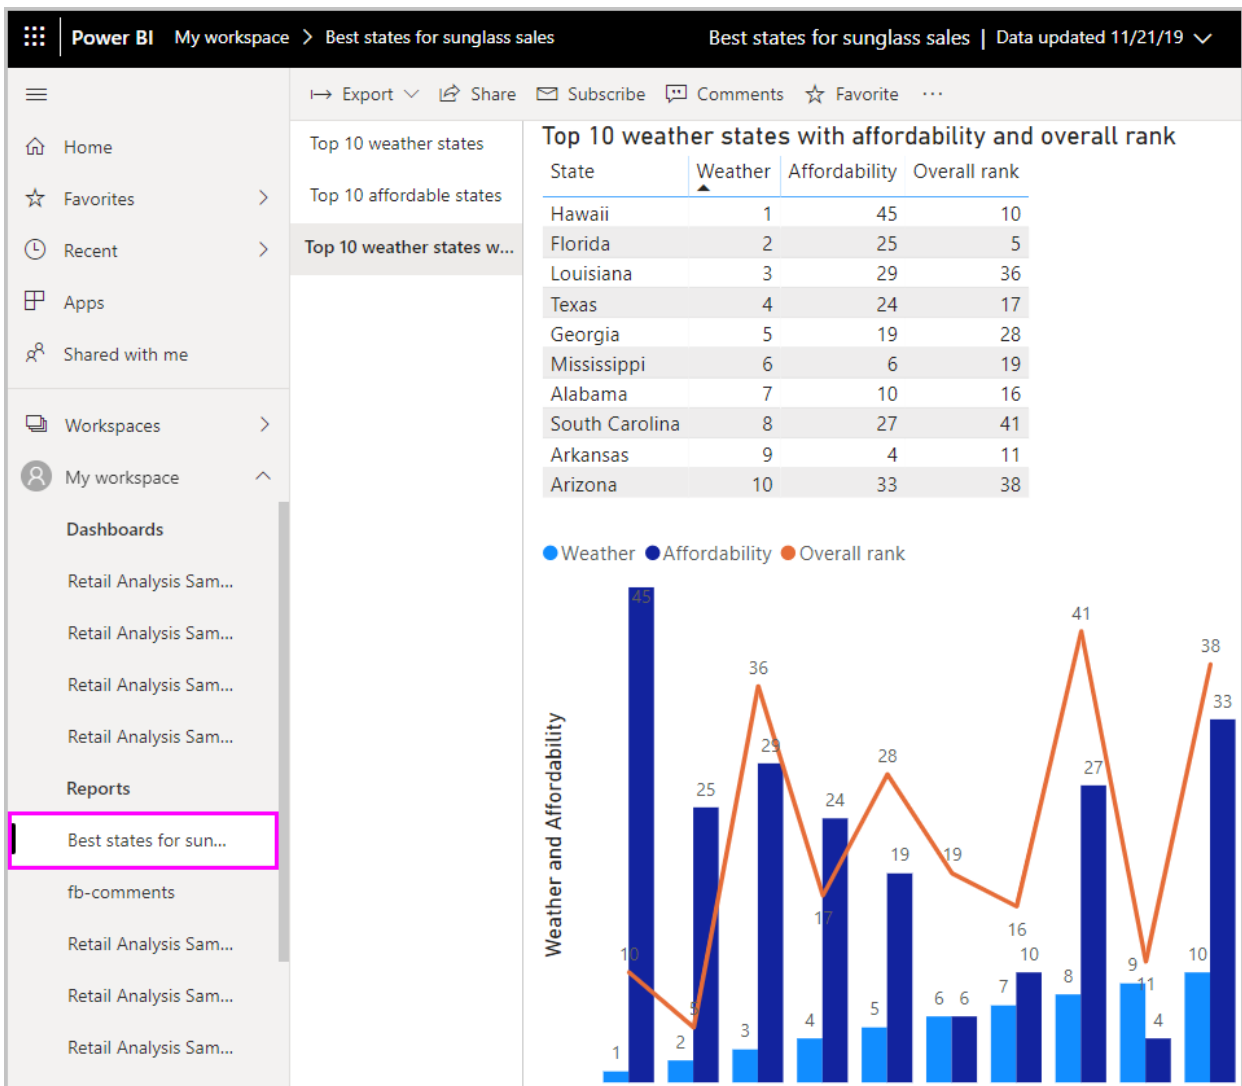 Power BI My workspace > Best states for sunglass sales Best states for sunglass sales | Data updated 11/21/19
Export Share Subscribe Comments Favorite ...
Home
Favorites
Recent
Apps
Shared with me
Workspaces
My workspace
Dashboards
Retail Analysis Sam...
Retail Analysis Sam...
Retail Analysis Sam...
Retail Analysis Sam...
Reports
Best states for sun...
fb-comments
Retail Analysis Sam...
Retail Analysis Sam...
Retail Analysis Sam...
Top 10 weather states
Top 10 affordable states
Top 10 weather states w...
Top 10 weather states with affordability and overall rank
State Weather Affordability Overall rank
Hawaii 1 45 10
Florida 2 25 5
Louisiana 3 29 36
Texas 4 24 17
Georgia 5 19 28
Mississippi 6 6 19
Alabama 7 10 16
South Carolina 8 27 41
Arkansas 9 4 11
Arizona 10 33 38
Weather Affordability Overall rank
Weather and Affordability
45
41
38
36
33
29
28
27
25
24
19 19
17
16
10 10 10
9
11
8
7
6 6
5
5
4 4
3
2
1